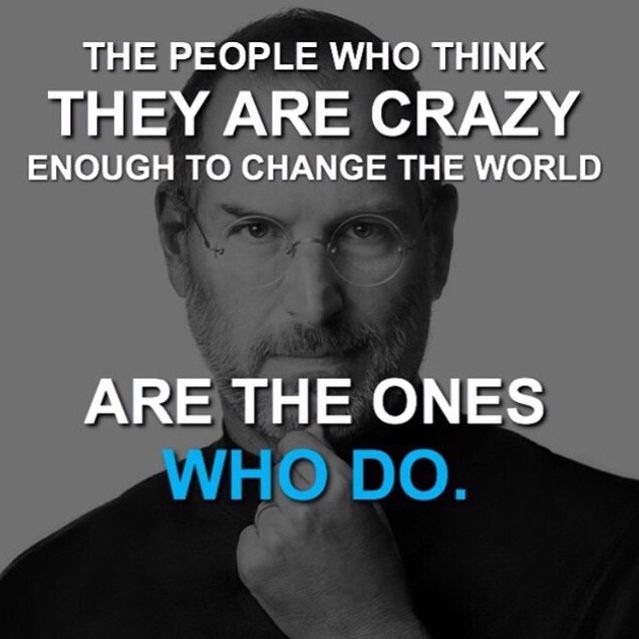 THE PEOPLE WHO THINK
THEY ARE CRAZY
ENOUGH TO CHANGE THE WORLD
ARE THE ONES
WHO DO.